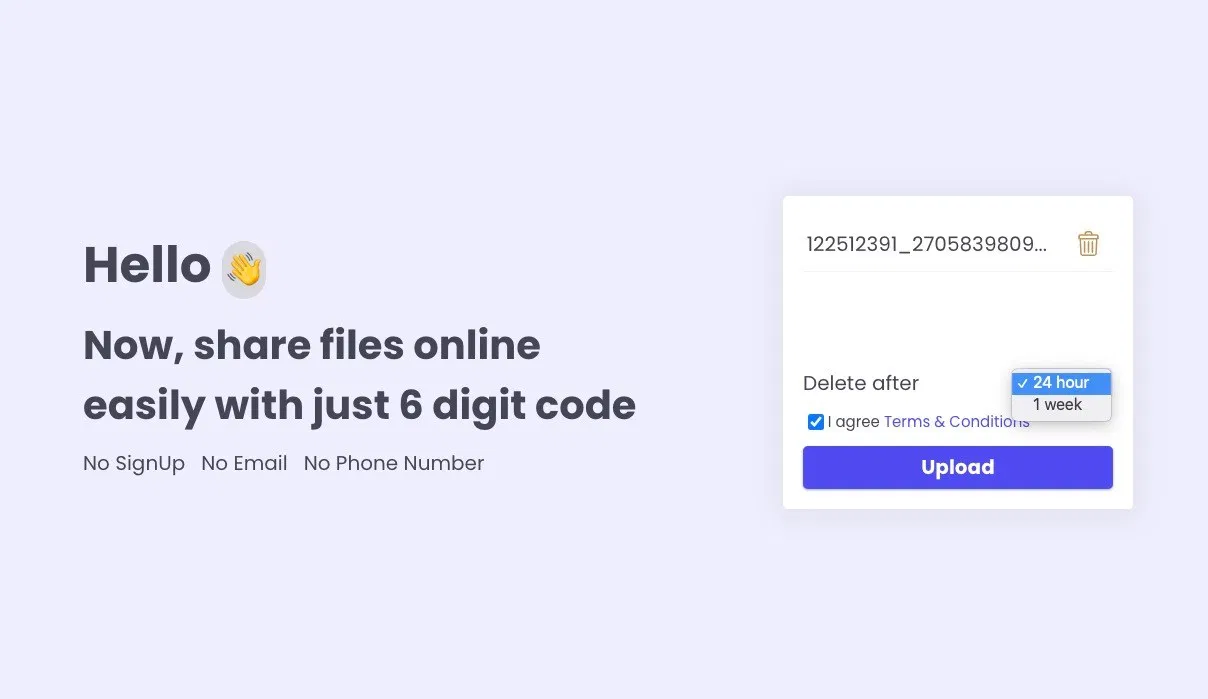 Hello 👋
Now, share files online
easily with just 6 digit code
No SignUp No Email No Phone Number
122512391_2705839809...
Delete after
✓ 24 hour
1 week
I agree Terms & Conditions
Upload